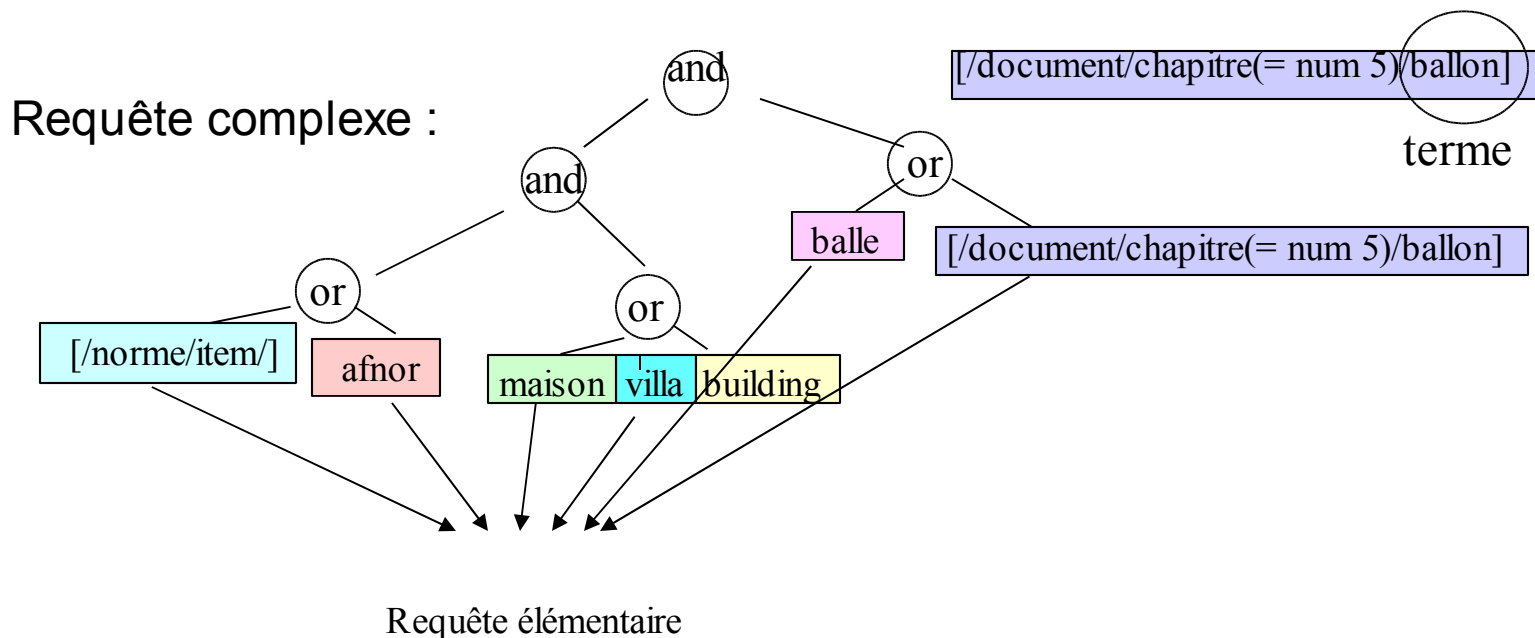 and
[/document/chapitre(= num 5)/ballon]
Requête complexe :
terme
and
or
balle
[/document/chapitre(= num 5)/ballon]
or
or
[/norme/item/]
afnor
maison villa building
Requête élémentaire